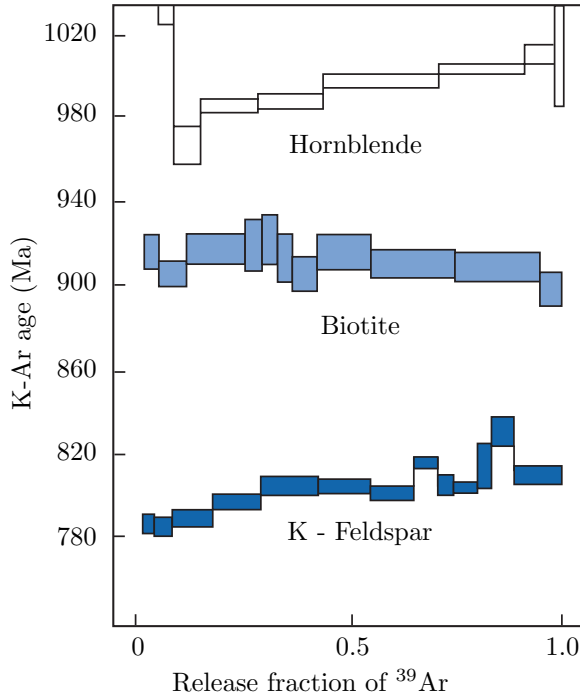 1020
980
Hornblende
940
900
Biotite
860
820
780
K - Feldspar
K-Ar age (Ma)
0
0.5
1.0
Release fraction of ³⁹Ar